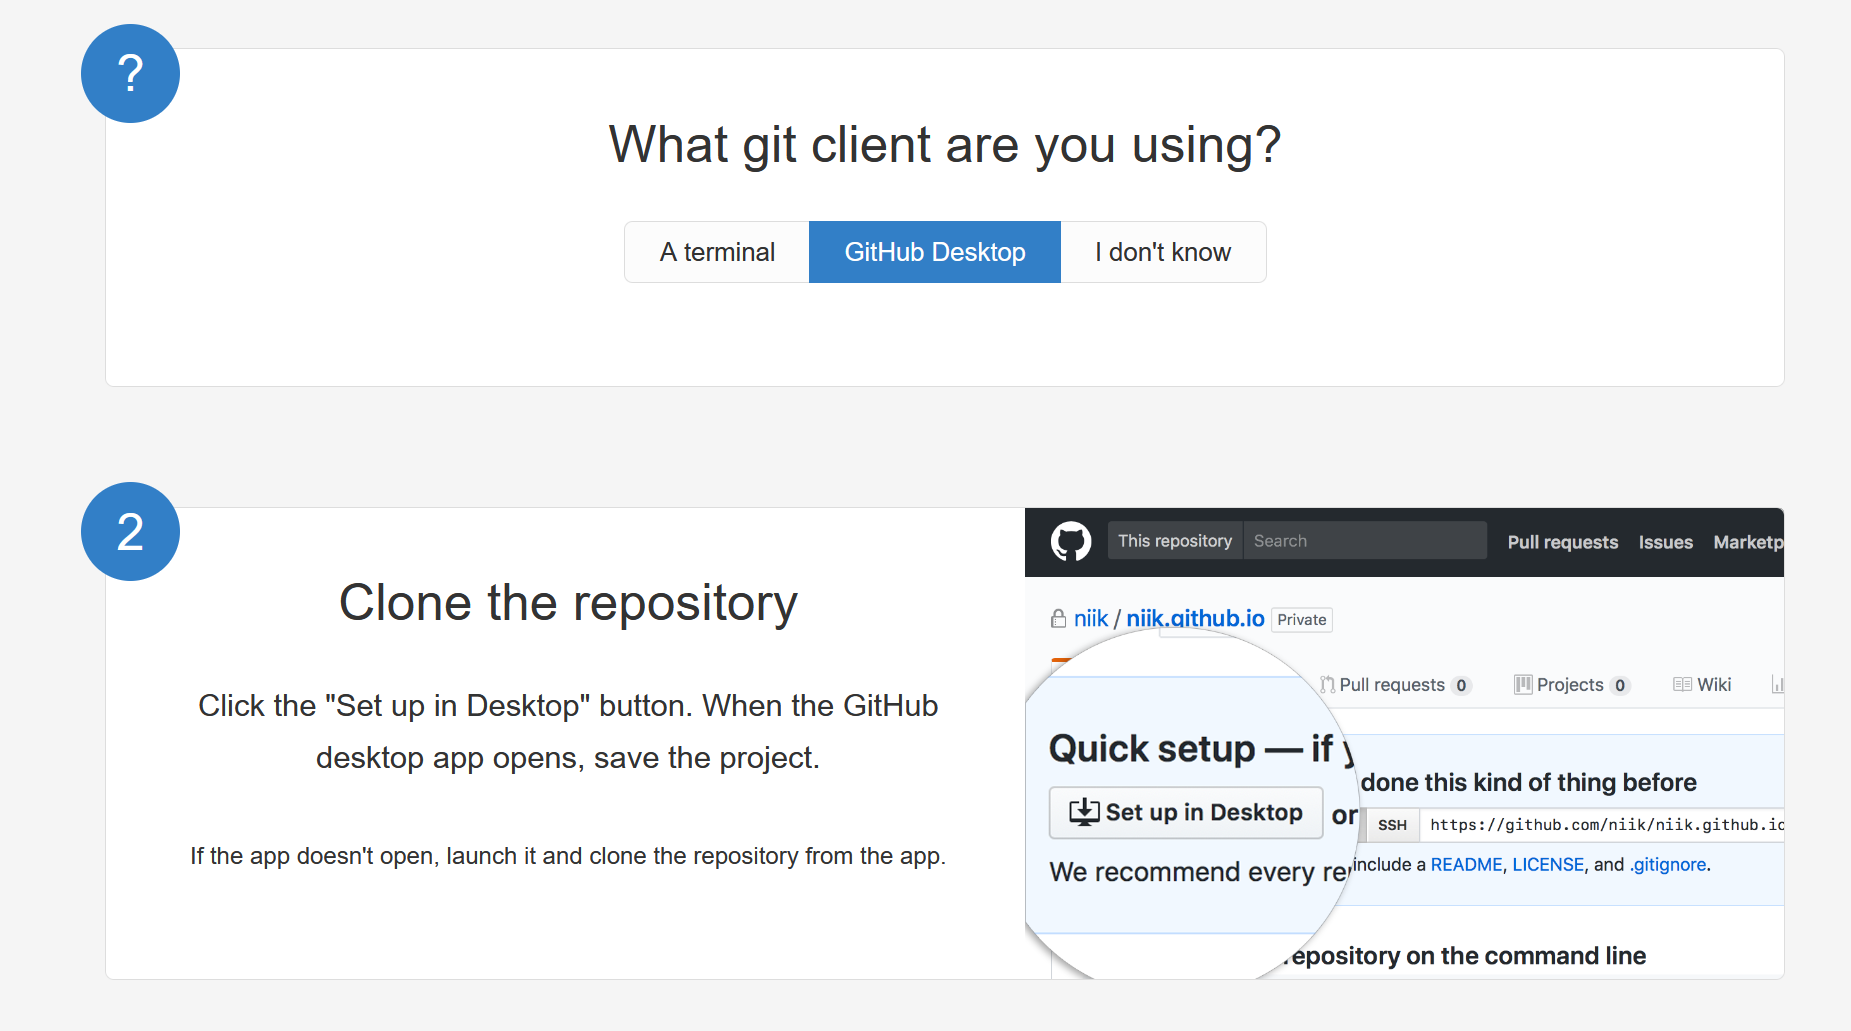 ?
What git client are you using?
A terminal GitHub Desktop I don't know
2
Clone the repository
Click the "Set up in Desktop" button. When the GitHub
desktop app opens, save the project.
If the app doesn't open, launch it and clone the repository from the app.
This repository Search Pull requests Issues Marketp
niik / niik.github.io Private
Pull requests 0 Projects 0 Wiki
Quick setup — if y
done this kind of thing before
Set up in Desktop or SSH https://github.com/niik/niik.github.io
We recommend every re include a README, LICENSE, and .gitignore.
repository on the command line